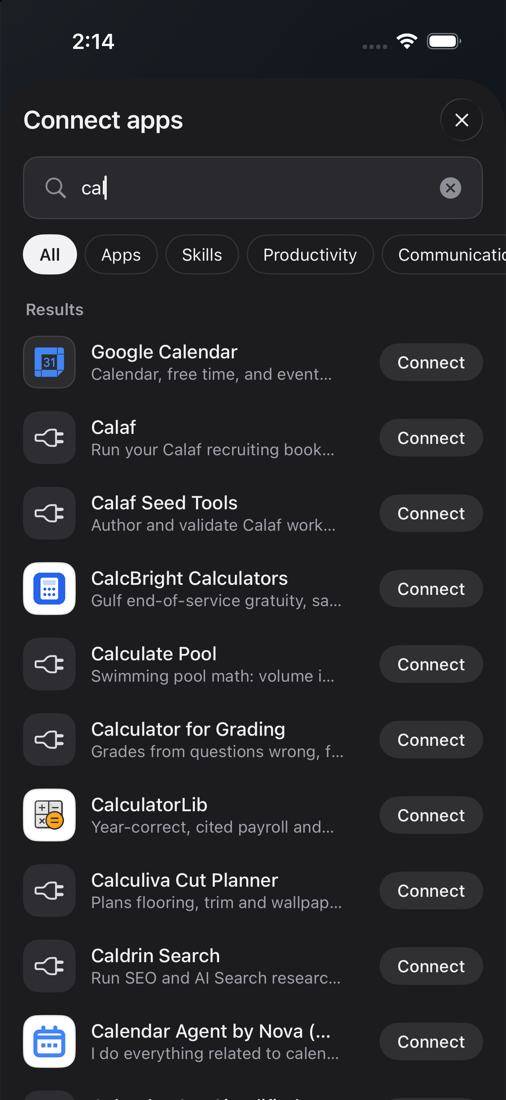 2:14
Connect apps
cal
All
Apps
Skills
Productivity
Communicatio
Results
31
Google Calendar
Calendar, free time, and event...
Connect
Calaf
Run your Calaf recruiting book...
Connect
Calaf Seed Tools
Author and validate Calaf work...
Connect
CalcBright Calculators
Gulf end-of-service gratuity, sa...
Connect
Calculate Pool
Swimming pool math: volume i...
Connect
Calculator for Grading
Grades from questions wrong, f...
Connect
CalculatorLib
Year-correct, cited payroll and...
Connect
Calculiva Cut Planner
Plans flooring, trim and wallpap...
Connect
Caldrin Search
Run SEO and AI Search researc...
Connect
Calendar Agent by Nova (...
I do everything related to calen...
Connect